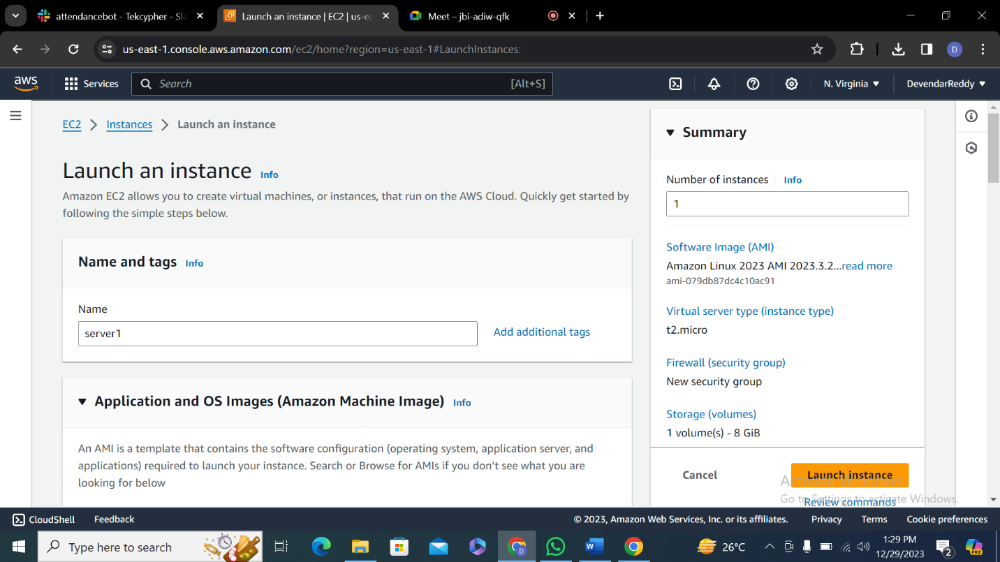 attendancebot - Tekcypher - Sla
Launch an instance | EC2 | us-ea
Meet – jbi-adiw-qfk
us-east-1.console.aws.amazon.com/ec2/home?region=us-east-1#LaunchInstances:
D
aws
Services
Search
[Alt+S]
N. Virginia
DevendarReddy
EC2
Instances
Launch an instance
Launch an instance Info
Amazon EC2 allows you to create virtual machines, or instances, that run on the AWS Cloud. Quickly get started by
following the simple steps below.
Name and tags Info
Name
server1
Add additional tags
Application and OS Images (Amazon Machine Image) Info
An AMI is a template that contains the software configuration (operating system, application server, and
applications) required to launch your instance. Search or Browse for AMIs if you don't see what you are
looking for below
Summary
Number of instances Info
1
Software Image (AMI)
Amazon Linux 2023 AMI 2023.3.2...read more
ami-079db87dc4c10ac91
Virtual server type (instance type)
t2.micro
Firewall (security group)
New security group
Storage (volumes)
1 volume(s) - 8 GiB
Cancel
Launch instance
Review commands
Activate Windows
Go to Settings to activate Windows.
CloudShell
Feedback
© 2023, Amazon Web Services, Inc. or its affiliates.
Privacy
Terms
Cookie preferences
Type here to search
W
D
26°C
1:29 PM
12/29/2023
2
PRE